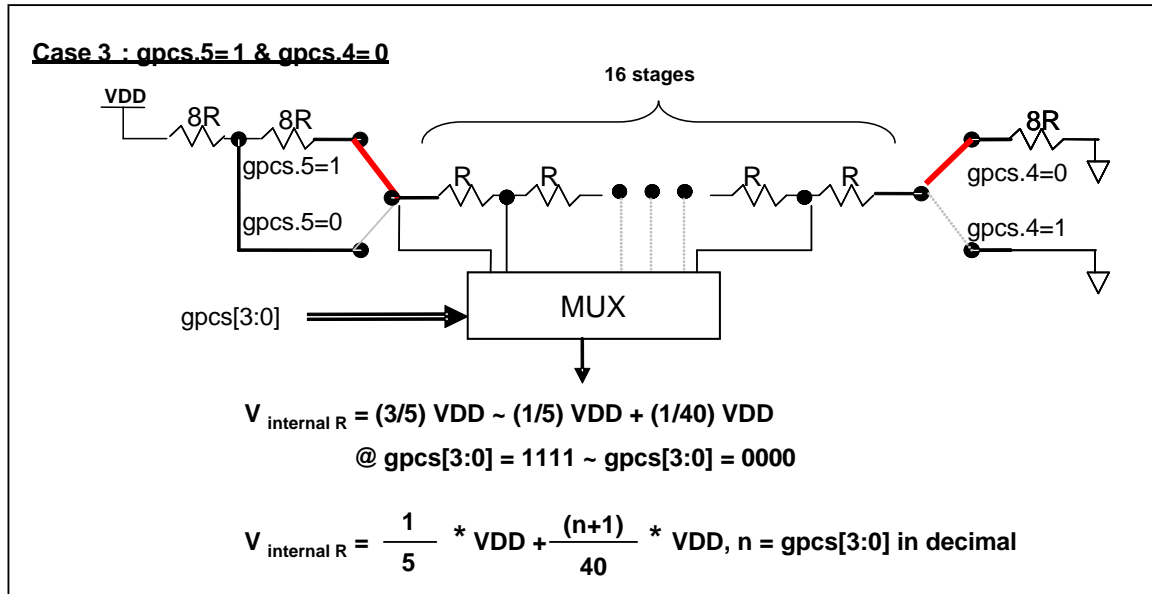 Case 3 : gpcs.5=1 & gpcs.4=0
16 stages
VDD
8R
8R
8R
gpcs.5=1
gpcs.4=0
R
R
R
R
gpcs.5=0
gpcs.4=1
MUX
gpcs[3:0]
V internal R = (3/5) VDD ~ (1/5) VDD + (1/40) VDD
@ gpcs[3:0] = 1111 ~ gpcs[3:0] = 0000
V internal R = 1/5 * VDD + (n+1)/40 * VDD, n = gpcs[3:0] in decimal